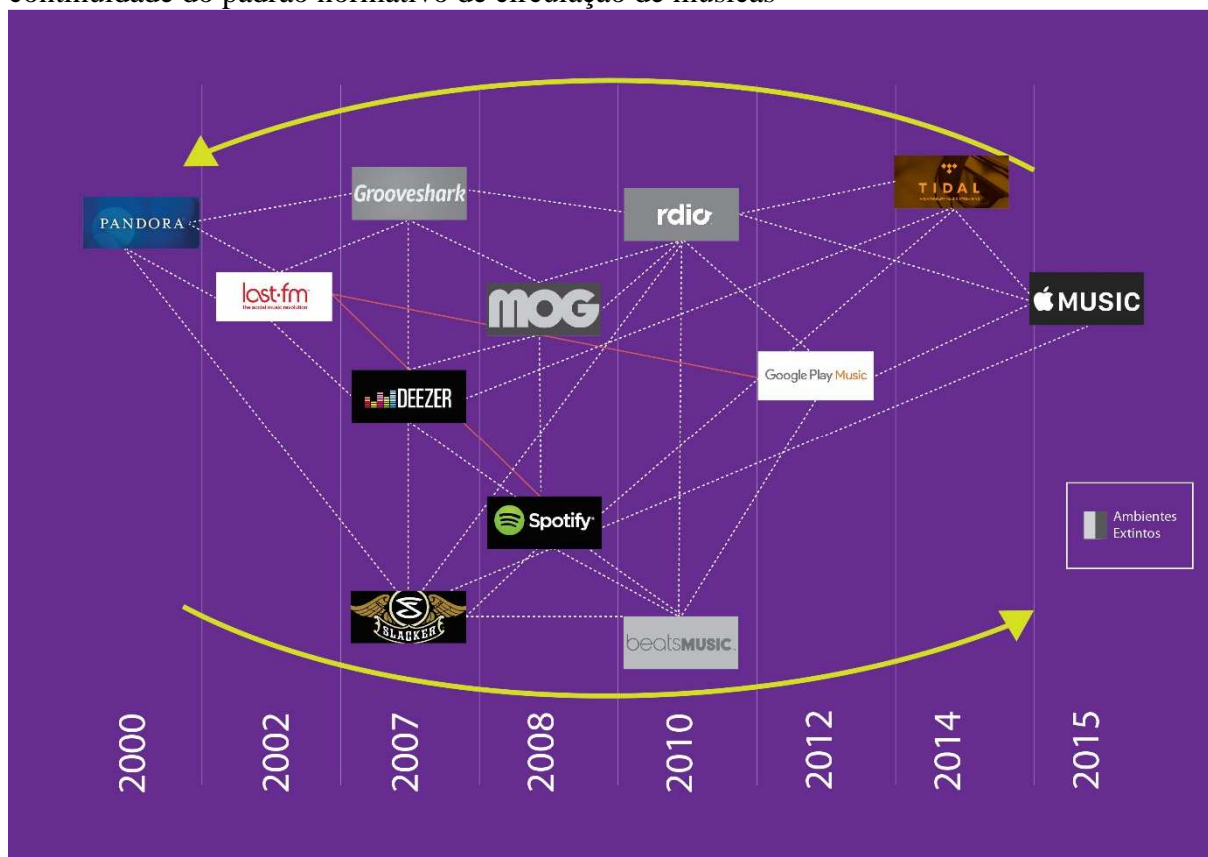 continuidade do padrão normativo de circulação de músicas
TIDAL
Grooveshark
rdio
PANDORA
last·fm
the social music revolution
mog
MUSIC
Google Play Music
DEEZER
Spotify
Ambientes
Extintos
SLACKER
beatsmusic
2000
2002
2007
2008
2010
2012
2014
2015